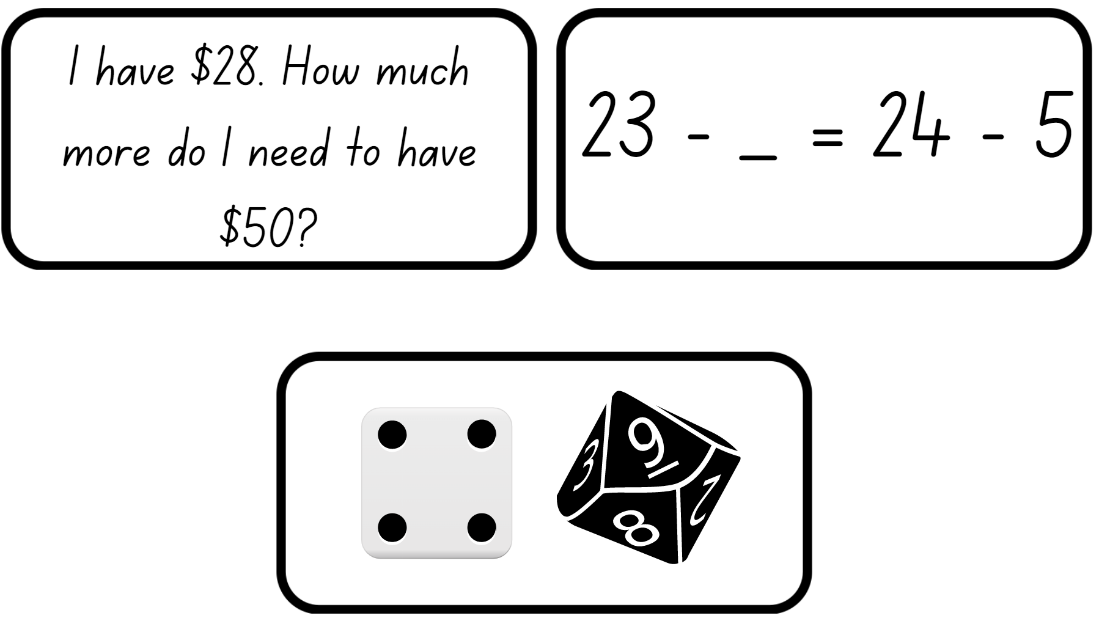 I have $28. How much
more do I need to have
$50?
23 - _ = 24 - 5
9
3
8